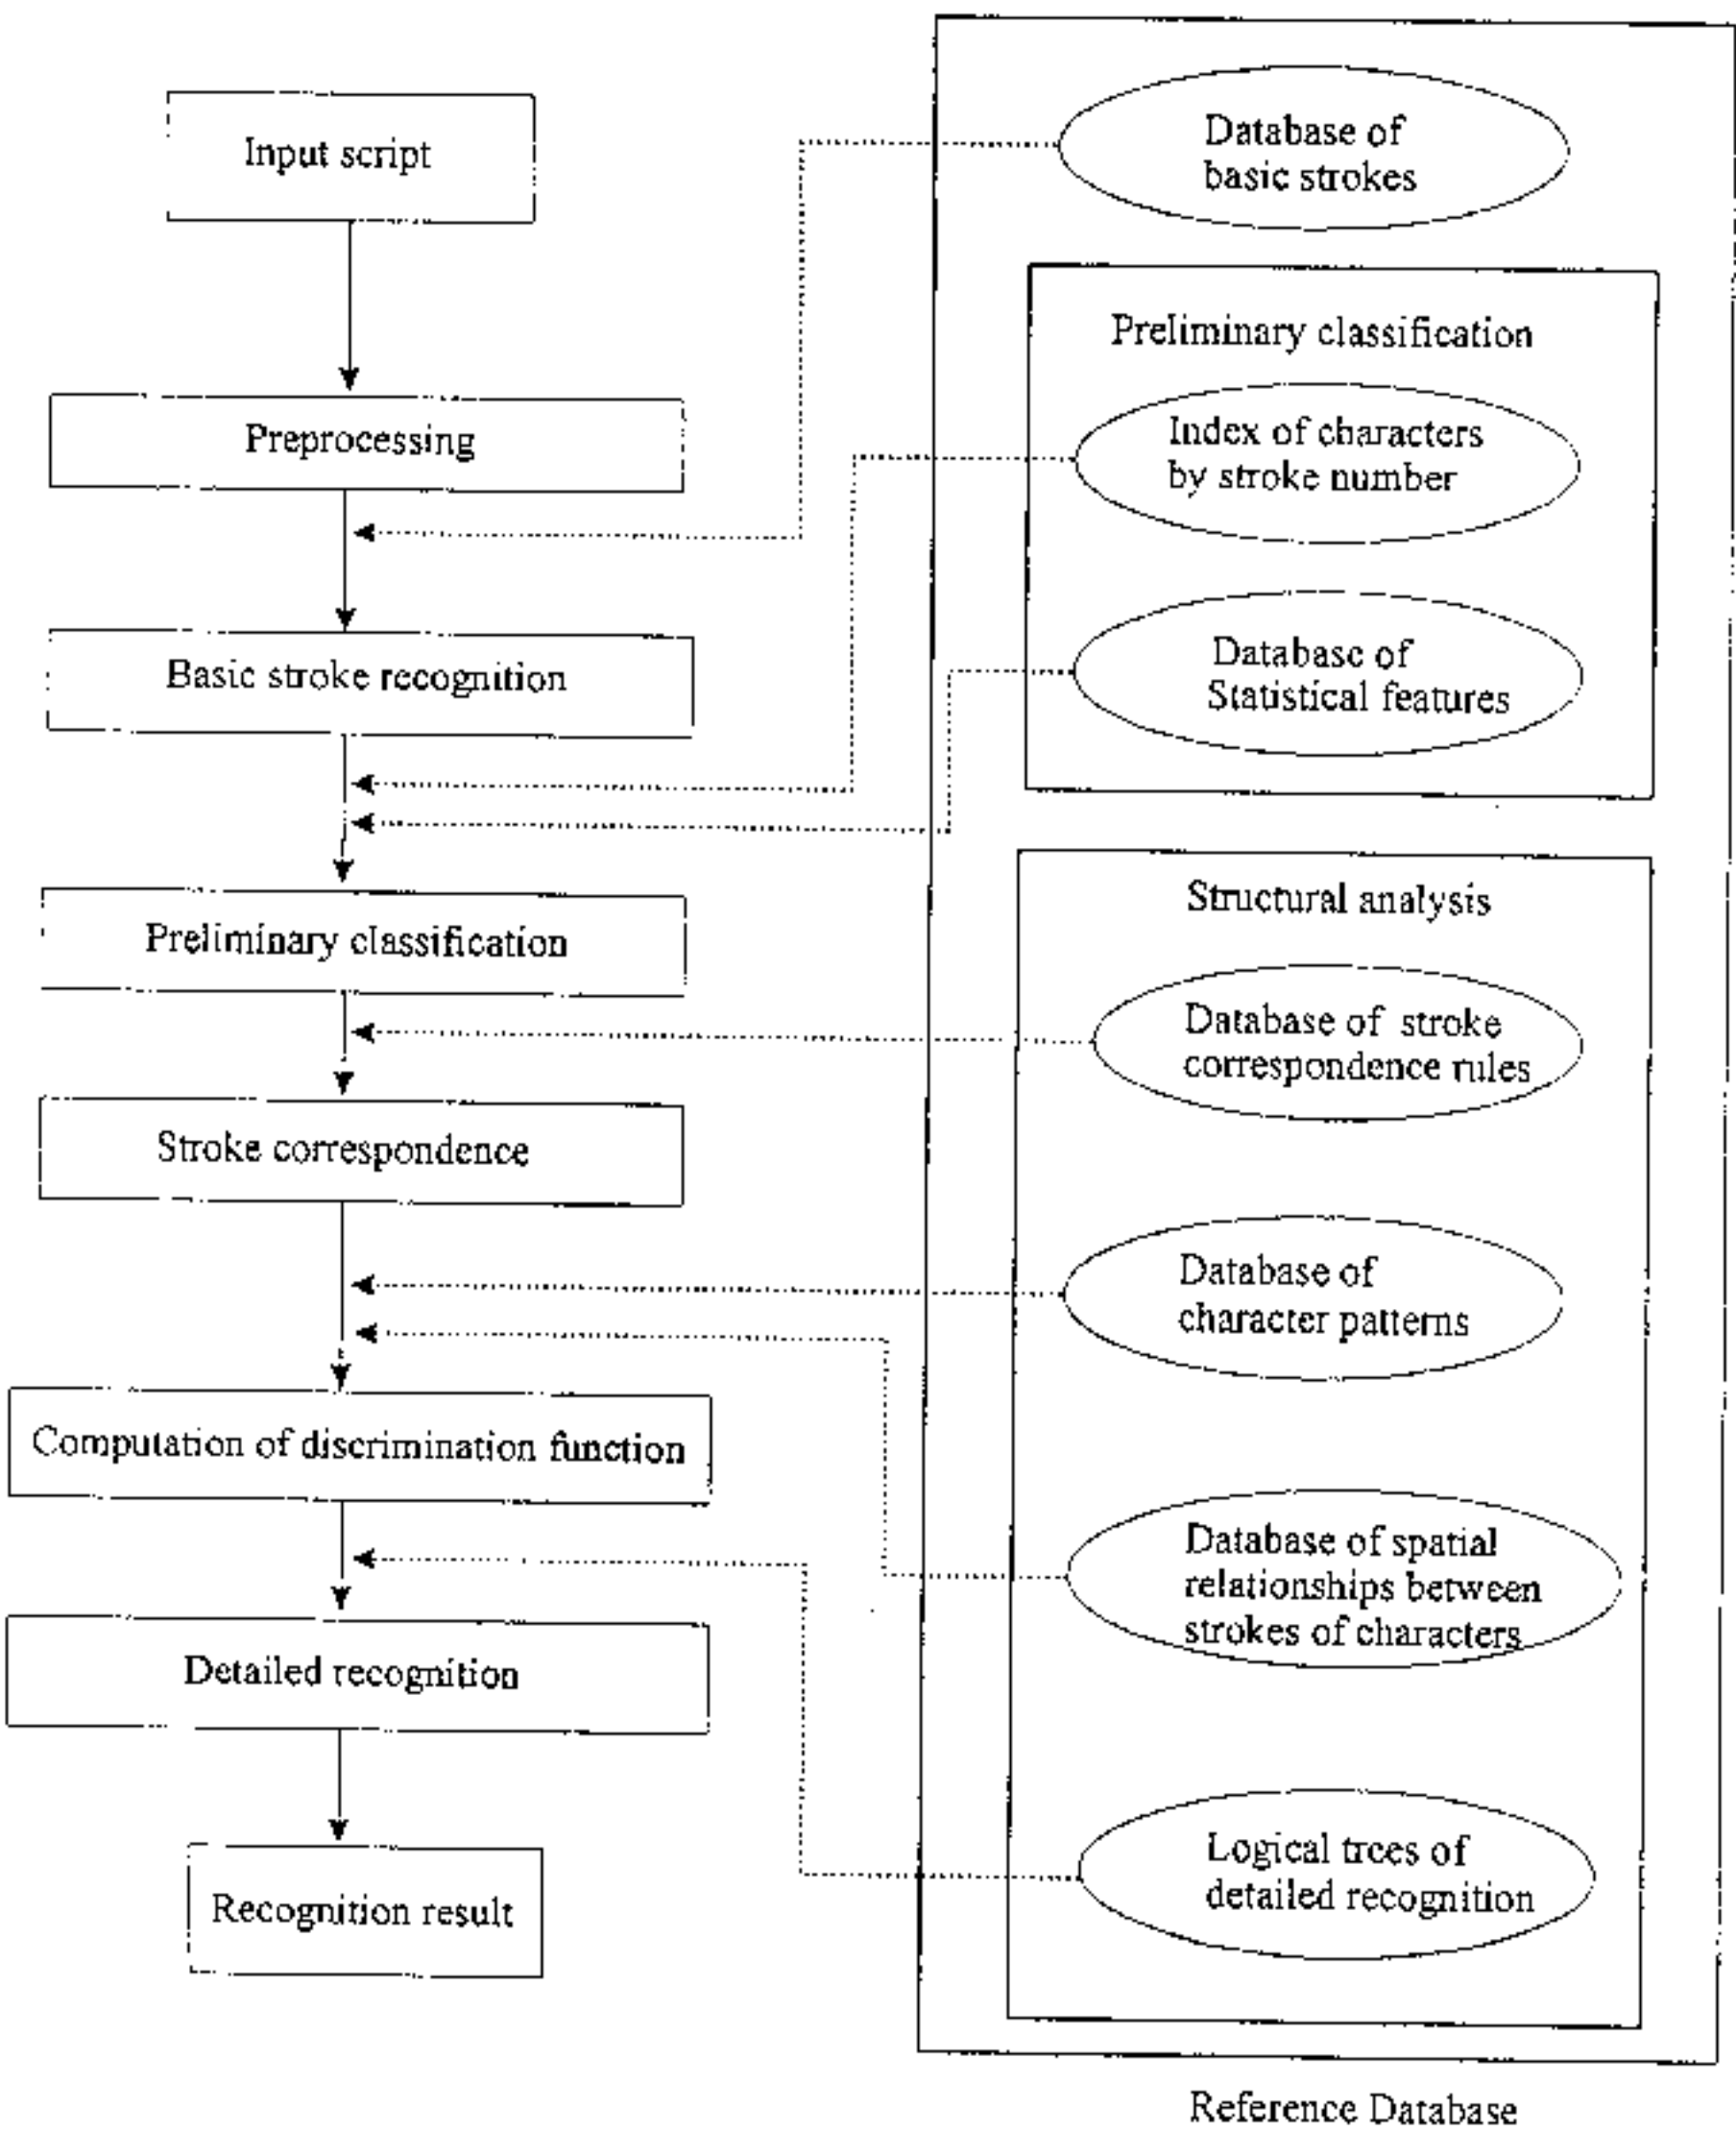 Input script
Preprocessing
Basic stroke recognition
Preliminary classification
Stroke correspondence
Computation of discrimination function
Detailed recognition
Recognition result
Database of
basic strokes
Preliminary classification
Index of characters
by stroke number
Database of
Statistical features
Structural analysis
Database of stroke
correspondence rules
Database of
character patterns
Database of spatial
relationships between
strokes of characters
Logical trees of
detailed recognition
Reference Database